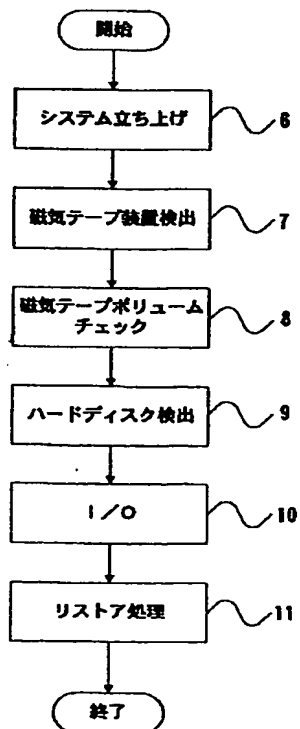 開始
システム立ち上げ
6
磁気テープ装置検出
7
磁気テープボリューム
チェック
8
ハードディスク検出
9
I/O
10
リストア処理
11
終了